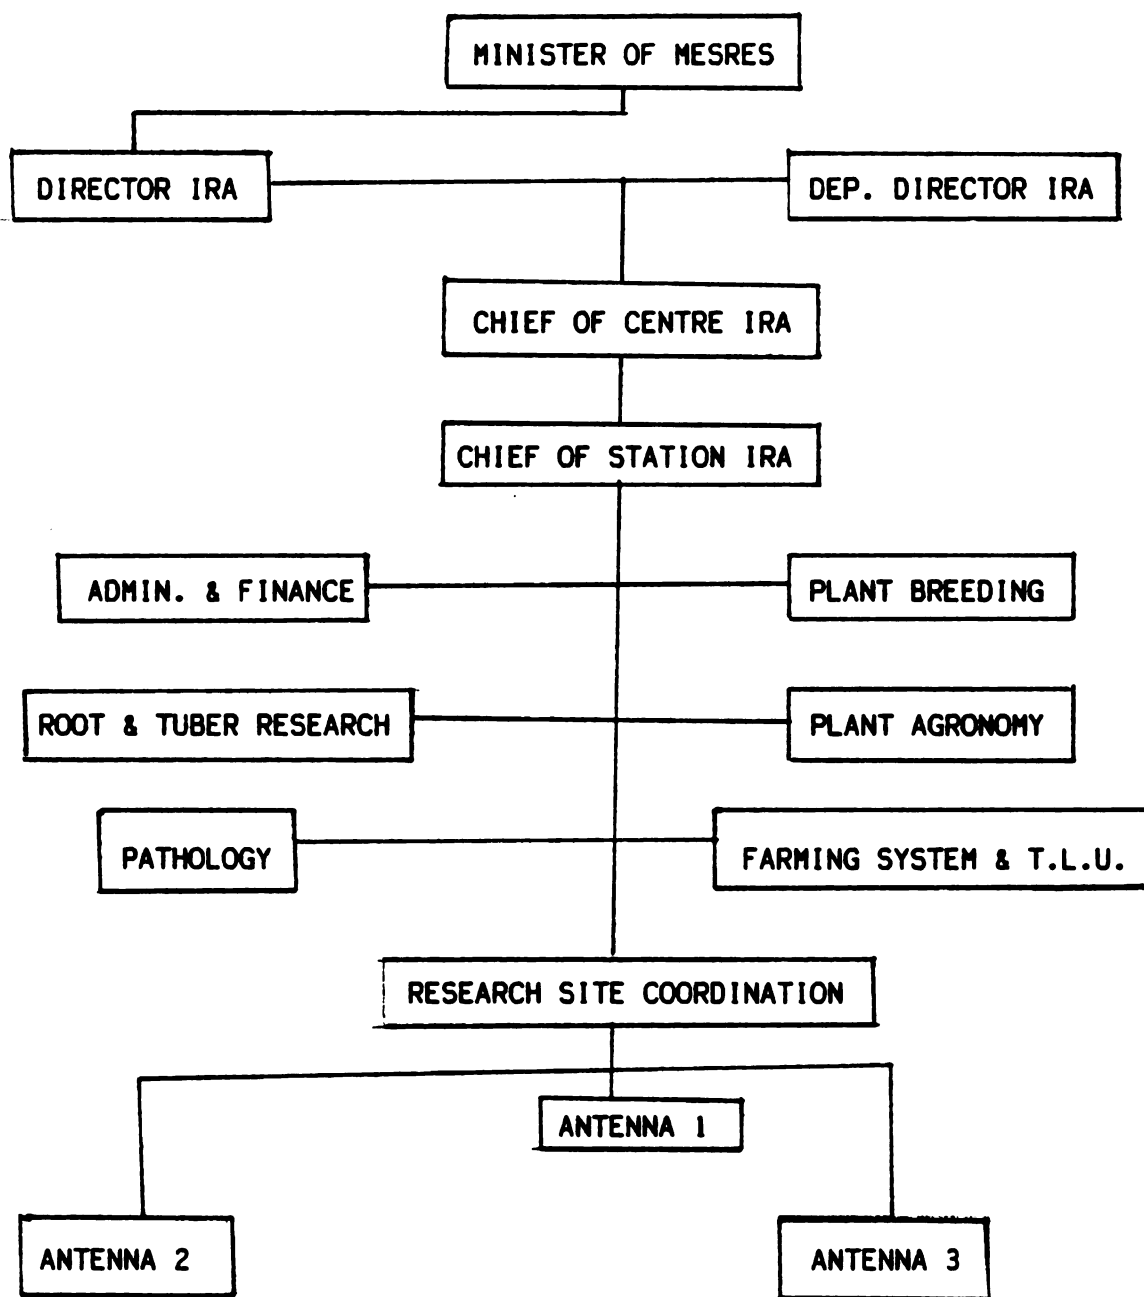 MINISTER OF MESRES
DIRECTOR IRA
DEP. DIRECTOR IRA
CHIEF OF CENTRE IRA
CHIEF OF STATION IRA
ADMIN. & FINANCE
PLANT BREEDING
ROOT & TUBER RESEARCH
PLANT AGRONOMY
PATHOLOGY
FARMING SYSTEM & T.L.U.
RESEARCH SITE COORDINATION
ANTENNA 1
ANTENNA 2
ANTENNA 3